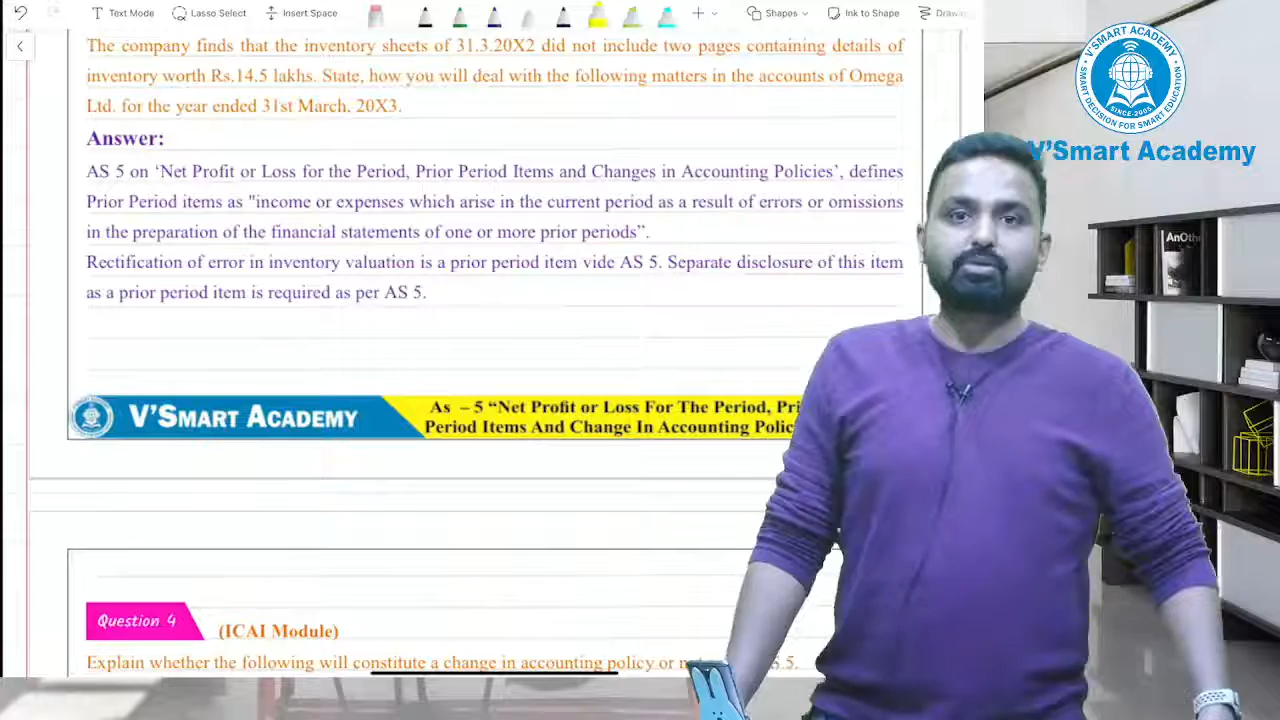 Text Mode
Lasso Select
Insert Space
Shapes
Ink to Shape
The company finds that the inventory sheets of 31.3.20X2 did not include two pages containing details of
inventory worth Rs.14.5 lakhs. State, how you will deal with the following matters in the accounts of Omega
Ltd. for the year ended 31st March, 20X3.
Answer:
AS 5 on ‘Net Profit or Loss for the Period, Prior Period Items and Changes in Accounting Policies’, defines
Prior Period items as "income or expenses which arise in the current period as a result of errors or omissions
in the preparation of the financial statements of one or more prior periods”.
Rectification of error in inventory valuation is a prior period item vide AS 5. Separate disclosure of this item
as a prior period item is required as per AS 5.
V'SMART ACADEMY
As – 5 “Net Profit or Loss For The Period,
Period Items And Change In Accounting
Question 4
(ICAI Module)
Explain whether the following will constitute a change in accounting policy or 5.
V'SMART ACADEMY
SMART DECISION FOR SMART EDUCATION
SINCE-2005
V'Smart Academy